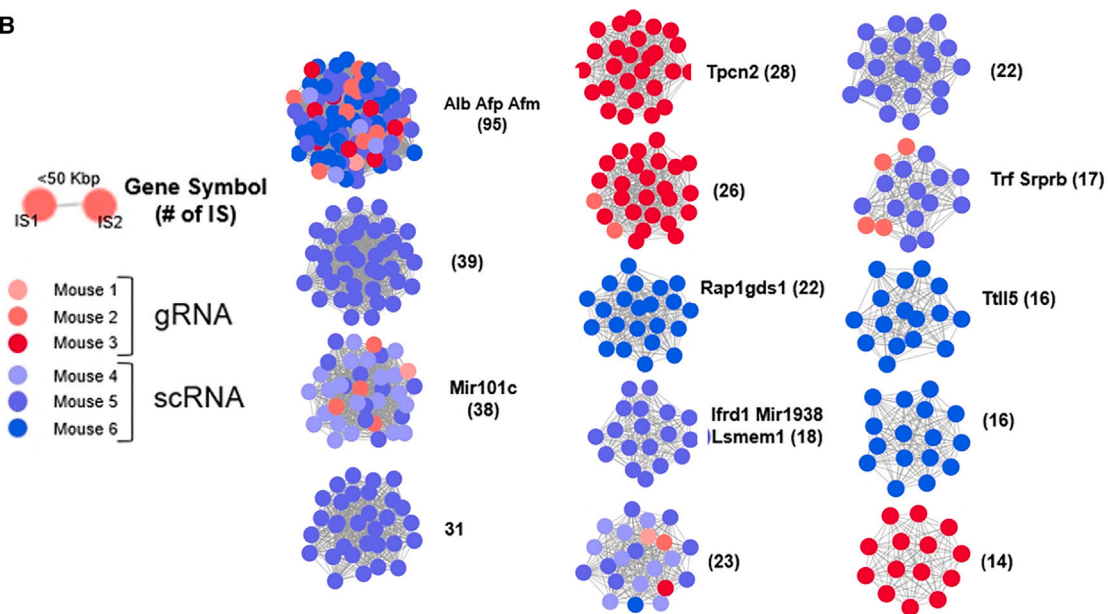 B
<50 Kbp
IS1
IS2
Gene Symbol
(# of IS)
Mouse 1
Mouse 2
Mouse 3
gRNA
Mouse 4
Mouse 5
Mouse 6
scRNA
Alb Afp Afm
(95)
(39)
Mir101c
(38)
31
Tpcn2 (28)
(26)
Rap1gds1 (22)
Ifrd1 Mir1938
Lsmem1 (18)
(23)
(22)
Trf Srprb (17)
Ttll5 (16)
(16)
(14)